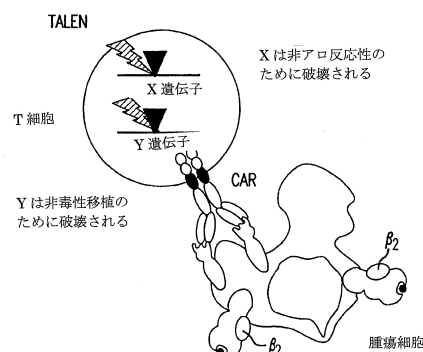 TALEN
Xは非アロ反応性の
ために破壊される
X遺伝子
T細胞
Y遺伝子
CAR
Yは非毒性移植の
ために破壊される
β2
β2
腫瘍細胞